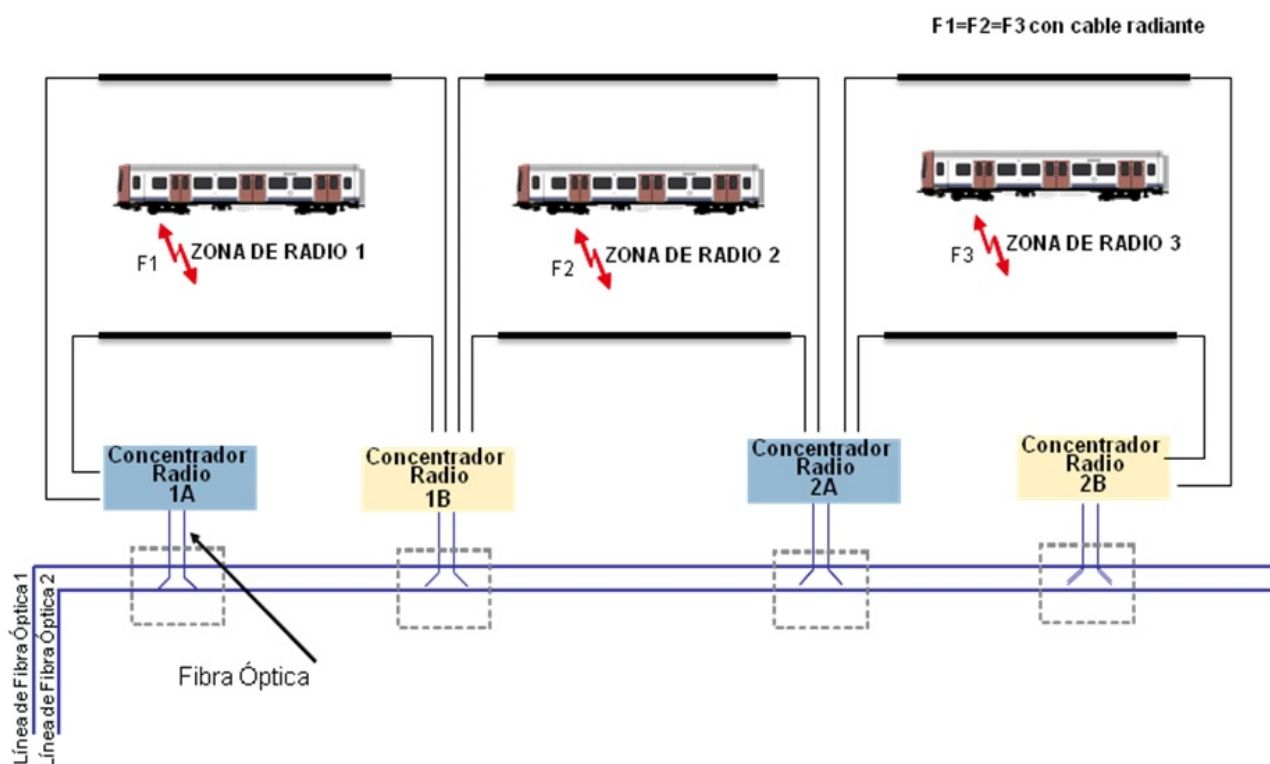 F1=F2=F3 con cable radiante
F1
ZONA DE RADIO 1
F2
ZONA DE RADIO 2
F3
ZONA DE RADIO 3
Concentrador
Radio
1A
Concentrador
Radio
1B
Concentrador
Radio
2A
Concentrador
Radio
2B
Línea de Fibra Óptica 1
Línea de Fibra Óptica 2
Fibra Óptica